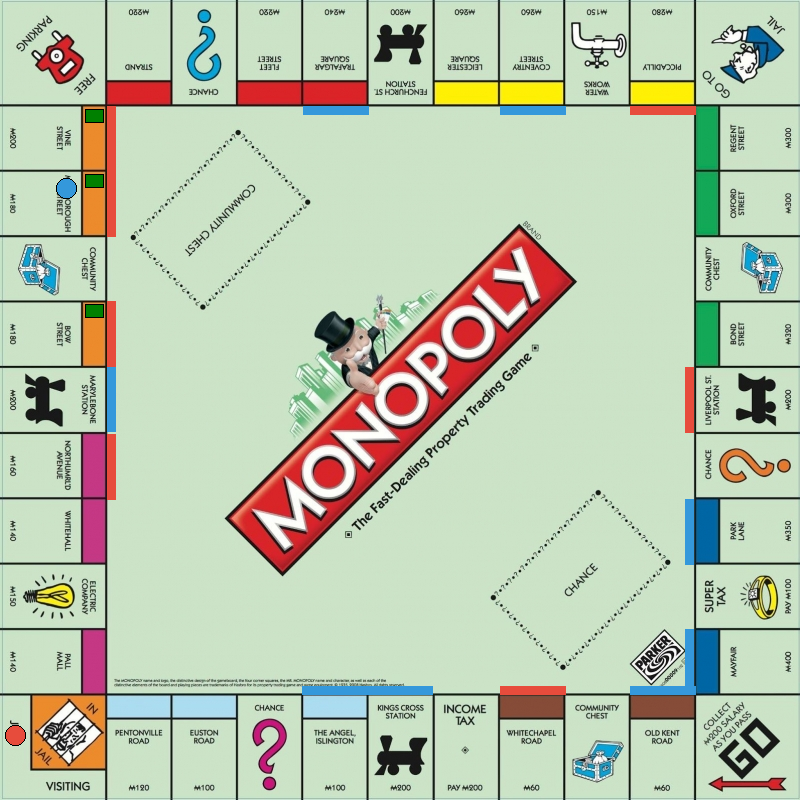 FREE
PARKING
₩220
STRAND
CHANCE
₩220
FLEET
STREET
₩240
TRAFALGAR
SQUARE
₩200
FENCHURCH ST.
STATION
₩260
LEICESTER
SQUARE
₩260
COVENTRY
STREET
₩150
WATER
WORKS
₩280
PICCADILLY
GO TO
JAIL
VINE
STREET
₩200
₩180
COMMUNITY
CHEST
BOW
STREET
₩180
MARYLEBONE
STATION
₩200
NORTHUMRL'D
AVENUE
₩160
WHITEHALL
₩140
ELECTRIC
COMPANY
₩150
PALL
MALL
₩140
REGENT
STREET
₩300
OXFORD
STREET
₩300
COMMUNITY
CHEST
BOND
STREET
₩320
LIVERPOOL ST.
STATION
₩200
CHANCE
PARK
LANE
₩350
SUPER
TAX
PAY ₩100
MAYFAIR
₩400
COMMUNITY CHEST
BRAND
MONOPOLY
The Fast-Dealing Property Trading Game
CHANCE
PARKER
IN
JAIL
VISITING
PENTONVILLE
ROAD
₩120
EUSTON
ROAD
₩100
CHANCE
THE ANGEL,
ISLINGTON
₩100
KINGS CROSS
STATION
₩200
INCOME
TAX
PAY ₩200
WHITECHAPEL
ROAD
₩60
COMMUNITY
CHEST
OLD KENT
ROAD
₩60
COLLECT
₩200 SALARY
AS YOU PASS
GO